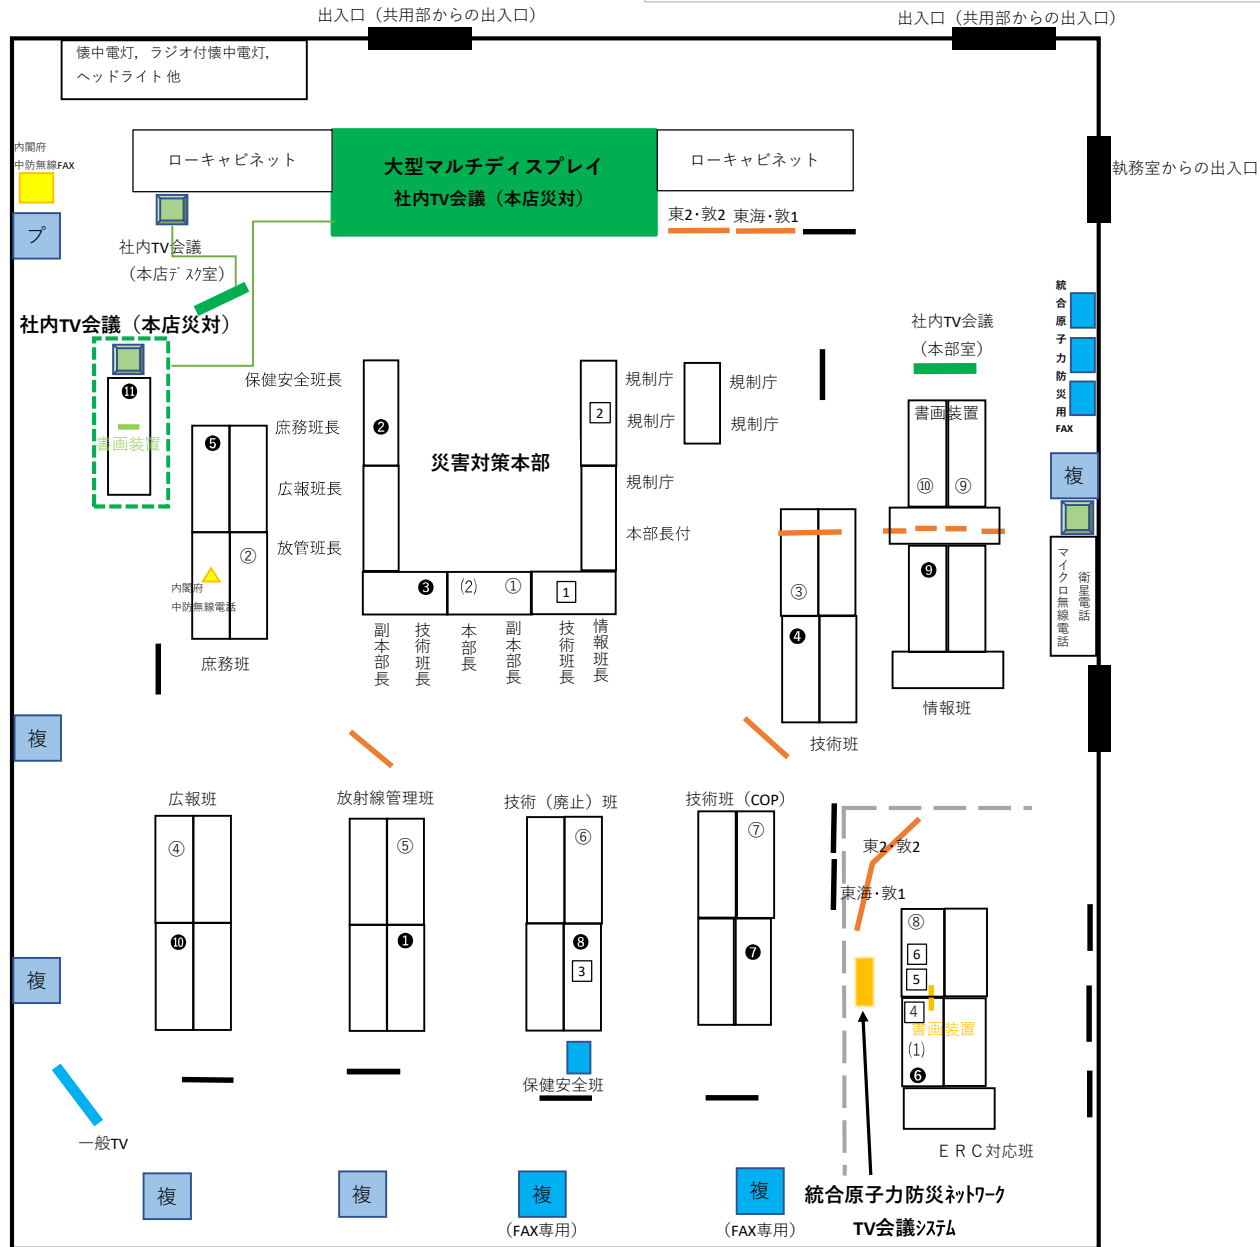 出入口（共用部からの出入口）
出入口（共用部からの出入口）
懐中電灯，ラジオ付懐中電灯，
ヘッドライト 他
内閣府
中防無線FAX
プ
ローキャビネット
大型マルチディスプレイ
社内TV会議（本店災対）
ローキャビネット
執務室からの出入口
東2・敦2
東海・敦1
社内TV会議
（本店ﾃﾞｽｸ室）
社内TV会議（本店災対）
⓫
書画装置
統合原子力防災用
FAX
社内TV会議
（本部室）
書画装置
⑩
⑨
複
マイクロ無線電話
衛星電話
❾
情報班
保健安全班長
庶務班長
広報班長
放管班長
❷
災害対策本部
2
規制庁
規制庁
規制庁
規制庁
規制庁
本部長付
❺
②
内閣府
中防無線電話
庶務班
❸
(2)
①
1
副本部長
技術班長
本部長
副本部長
技術班長
情報班長
③
❹
技術班
複
広報班
④
❿
放射線管理班
⑤
❶
技術（廃止）班
⑥
❽
3
保健安全班
技術班（COP）
⑦
❼
東2・敦2
東海・敦1
⑧
6
5
4
書画装置
(1)
❻
ＥＲＣ対応班
複
一般TV
複
複
複
(FAX専用)
複
(FAX専用)
統合原子力防災ﾈｯﾄﾜｰｸ
TV会議ｼｽﾃﾑ